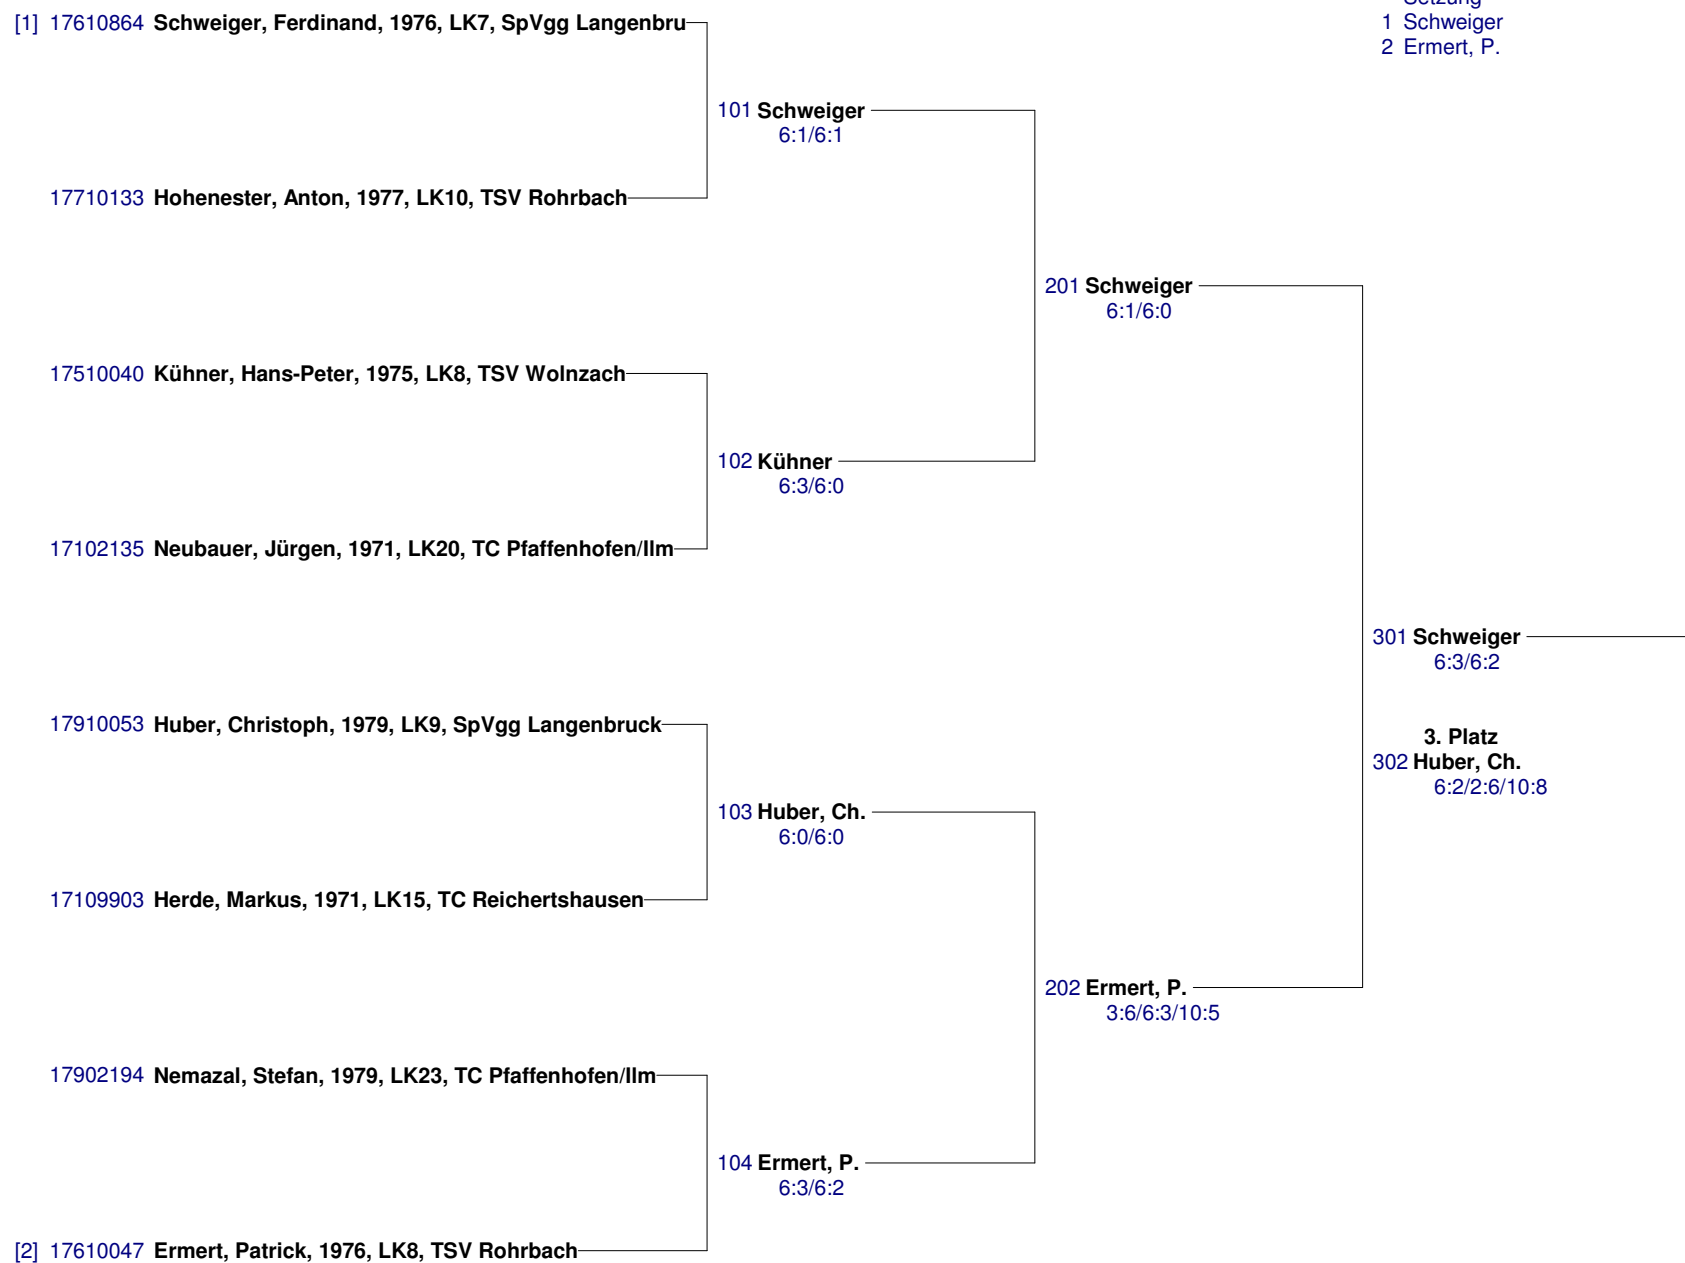 Setzung
[1] 17610864 Schweiger, Ferdinand, 1976, LK7, SpVgg Langenbru
1 Schweiger
2 Ermert, P.
101 Schweiger
6:1/6:1
17710133 Hohenester, Anton, 1977, LK10, TSV Rohrbach
201 Schweiger
6:1/6:0
17510040 Kühner, Hans-Peter, 1975, LK8, TSV Wolnzach
102 Kühner
6:3/6:0
17102135 Neubauer, Jürgen, 1971, LK20, TC Pfaffenhofen/Ilm
301 Schweiger
6:3/6:2
17910053 Huber, Christoph, 1979, LK9, SpVgg Langenbruck
3. Platz
302 Huber, Ch.
6:2/2:6/10:8
103 Huber, Ch.
6:0/6:0
17109903 Herde, Markus, 1971, LK15, TC Reichertshausen
202 Ermert, P.
3:6/6:3/10:5
17902194 Nemazal, Stefan, 1979, LK23, TC Pfaffenhofen/Ilm
104 Ermert, P.
6:3/6:2
[2] 17610047 Ermert, Patrick, 1976, LK8, TSV Rohrbach